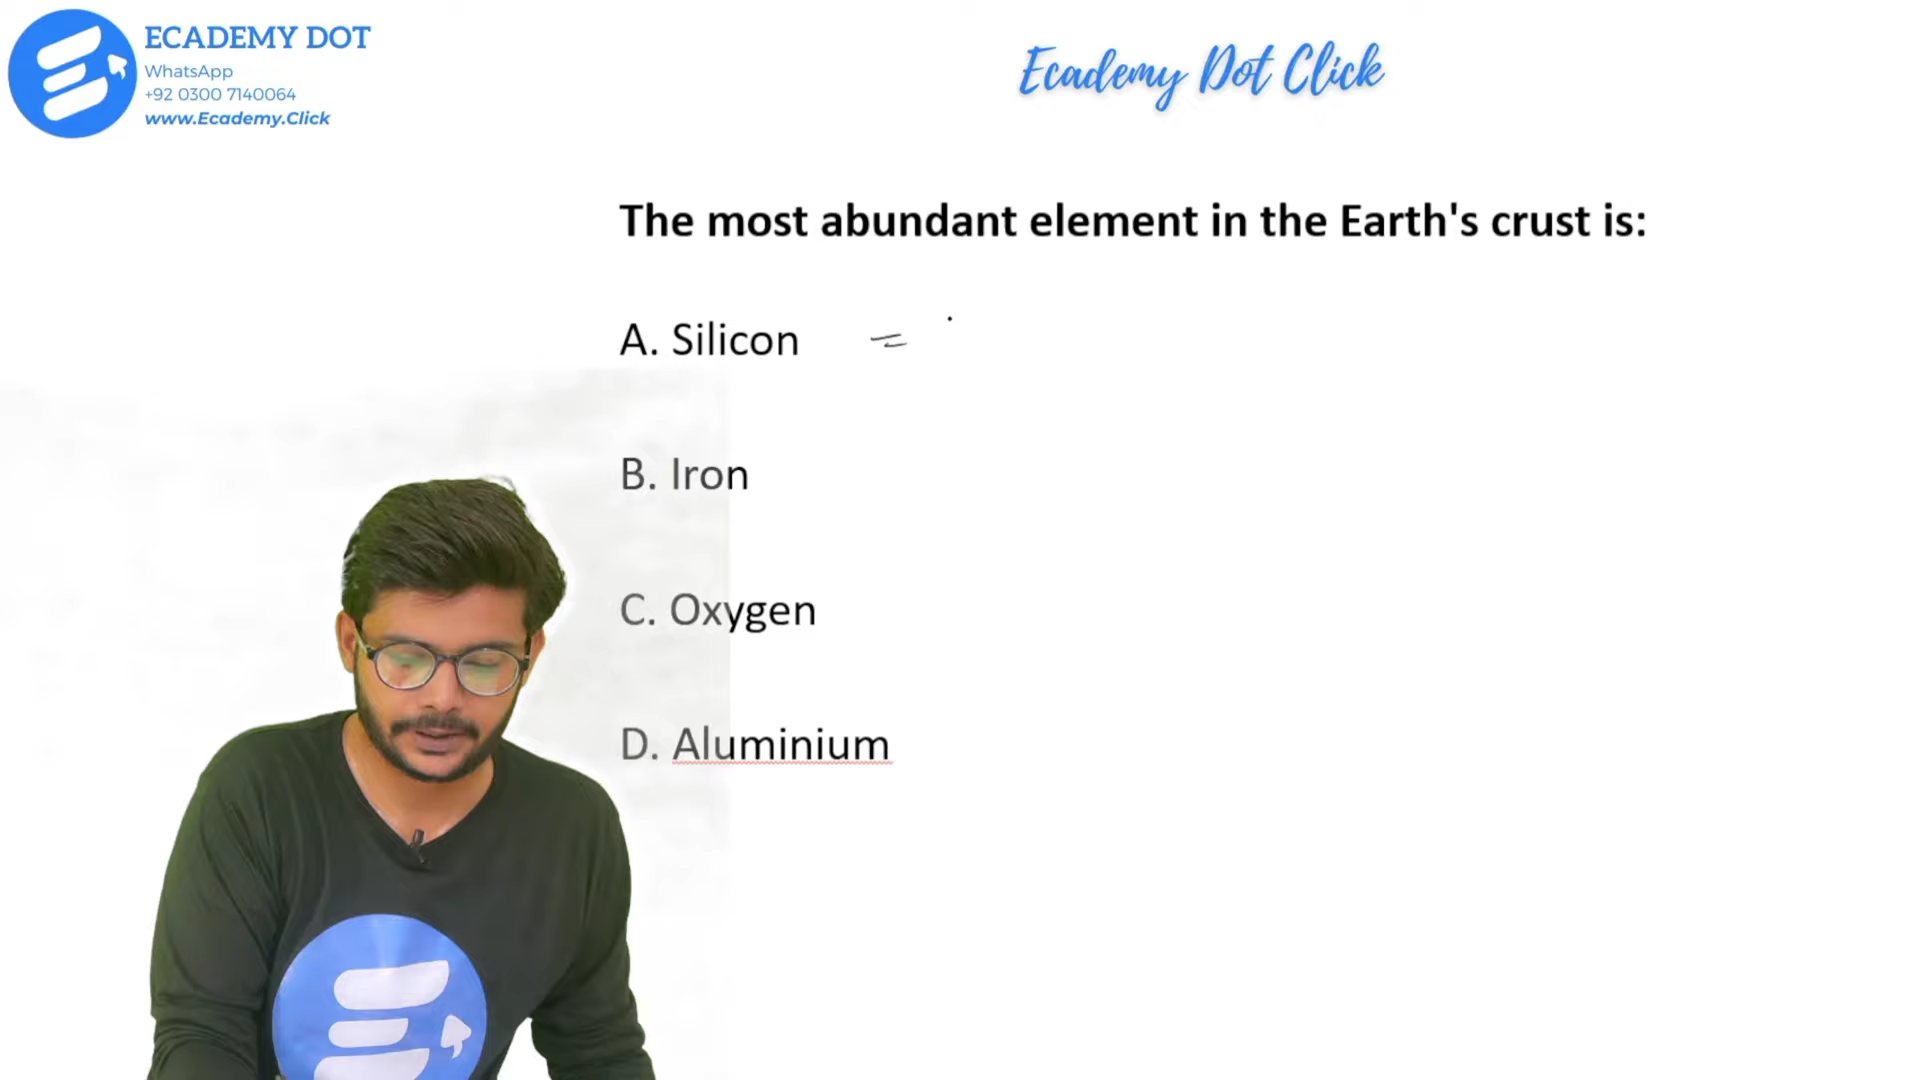 ECADEMY DOT
WhatsApp
+92 0300 7140064
www.Ecademy.Click
Ecademy Dot Click
The most abundant element in the Earth's crust is:
A. Silicon =
B. Iron
C. Oxygen
D. Aluminium